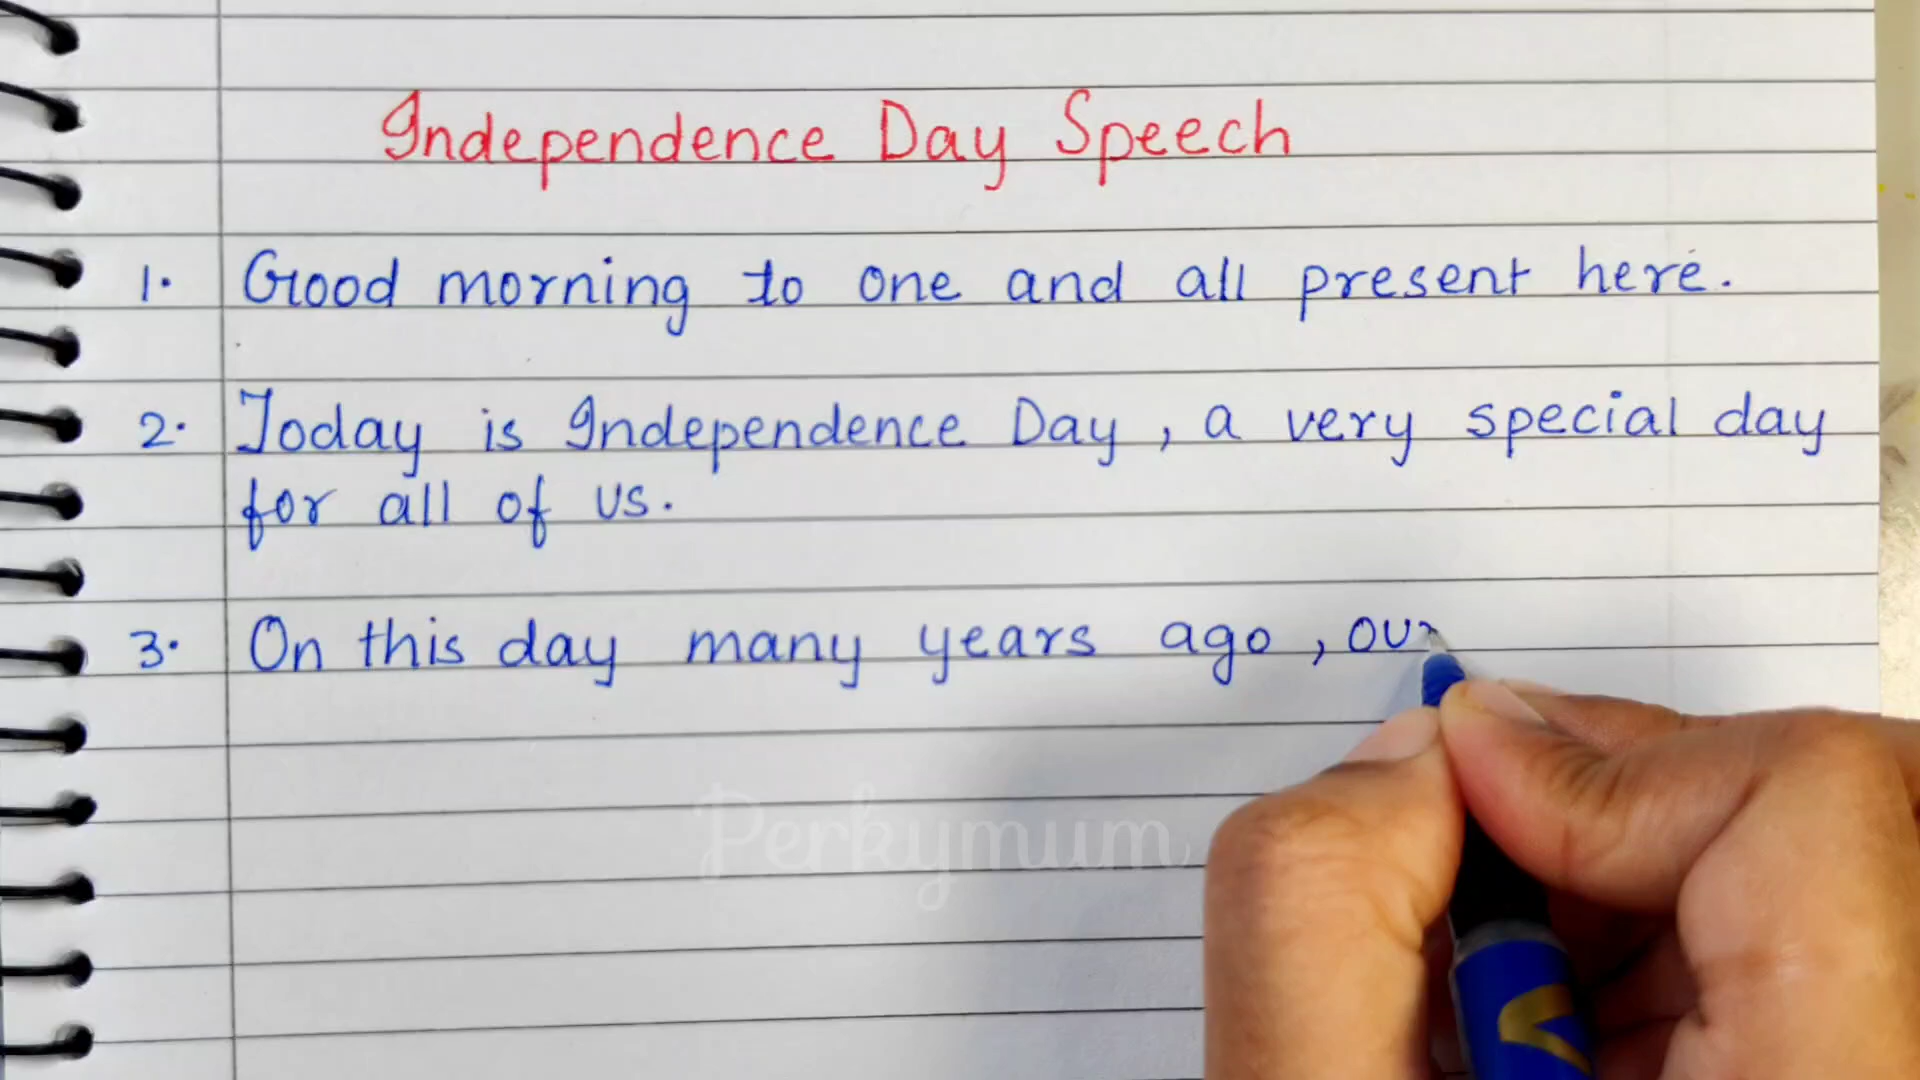 Independence Day Speech
1. Good morning to one and all present here.
2. Today is Independence Day, a very special day
for all of us.
3. On this day many years ago, our
Perkymum